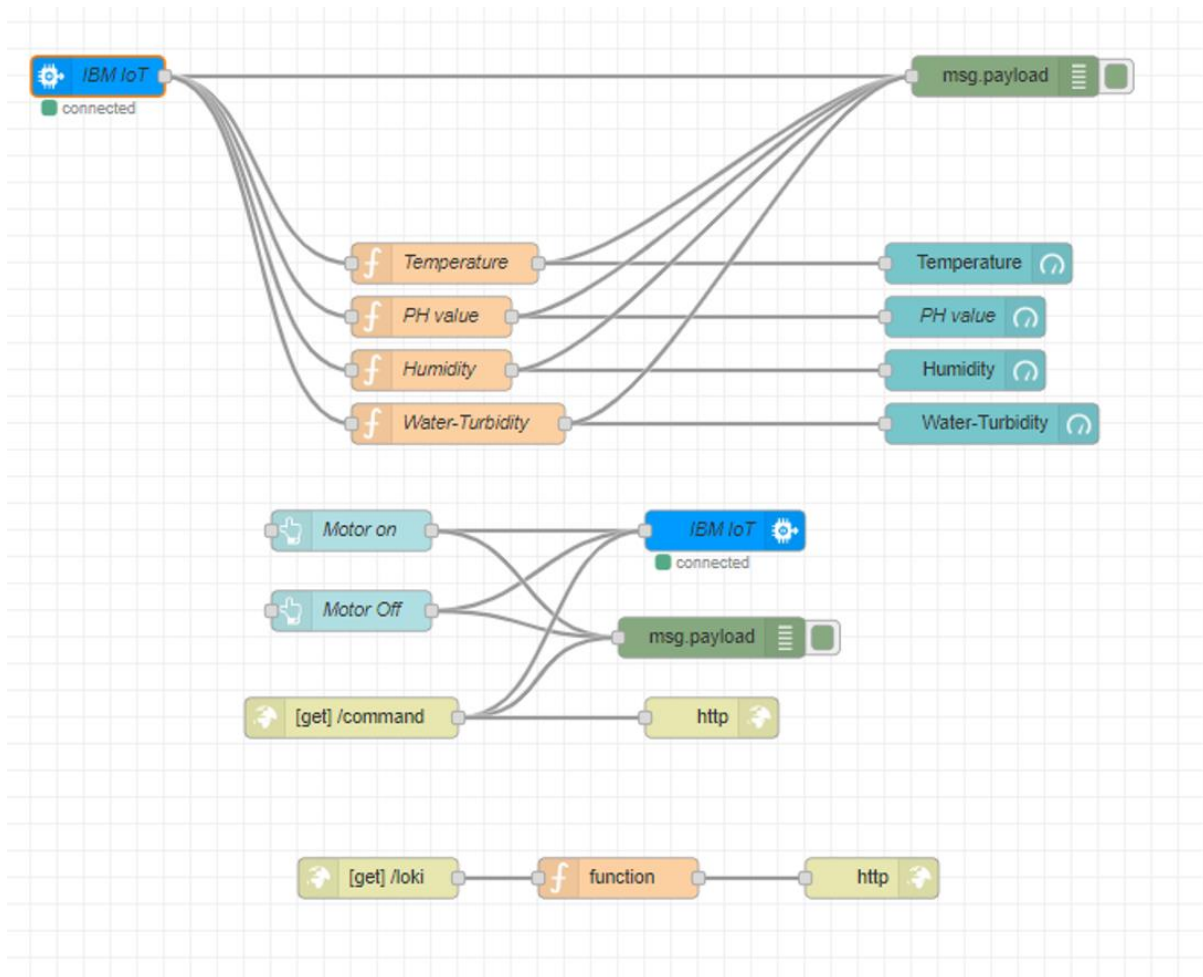 IBM IoT
connected
msg.payload
Temperature
Temperature
PH value
PH value
Humidity
Humidity
Water-Turbidity
Water-Turbidity
Motor on
IBM IoT
connected
Motor Off
msg.payload
[get] /command
http
[get] /loki
function
http